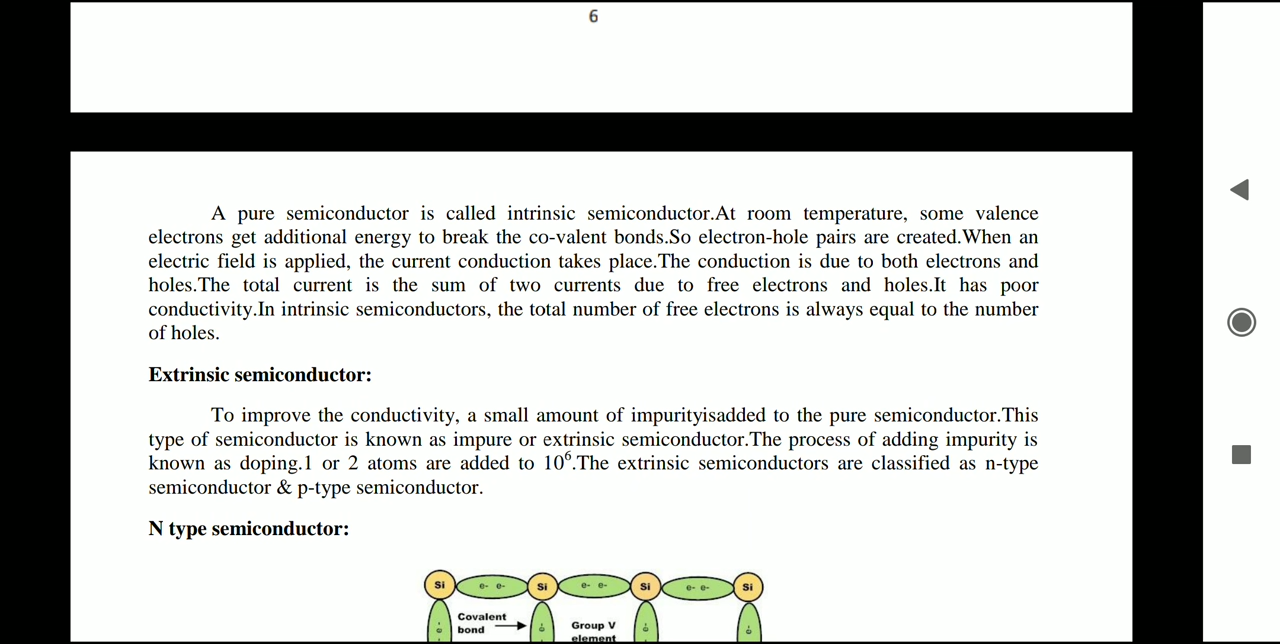 6
A pure semiconductor is called intrinsic semiconductor.At room temperature, some valence
electrons get additional energy to break the co-valent bonds.So electron-hole pairs are created.When an
electric field is applied, the current conduction takes place.The conduction is due to both electrons and
holes.The total current is the sum of two currents due to free electrons and holes.It has poor
conductivity.In intrinsic semiconductors, the total number of free electrons is always equal to the number
of holes.
Extrinsic semiconductor:
To improve the conductivity, a small amount of impurityisadded to the pure semiconductor.This
type of semiconductor is known as impure or extrinsic semiconductor.The process of adding impurity is
known as doping.1 or 2 atoms are added to 10⁶.The extrinsic semiconductors are classified as n-type
semiconductor & p-type semiconductor.
N type semiconductor:
Si e- e- Si e- e- Si e- e- Si
Covalent
bond
Group V
element